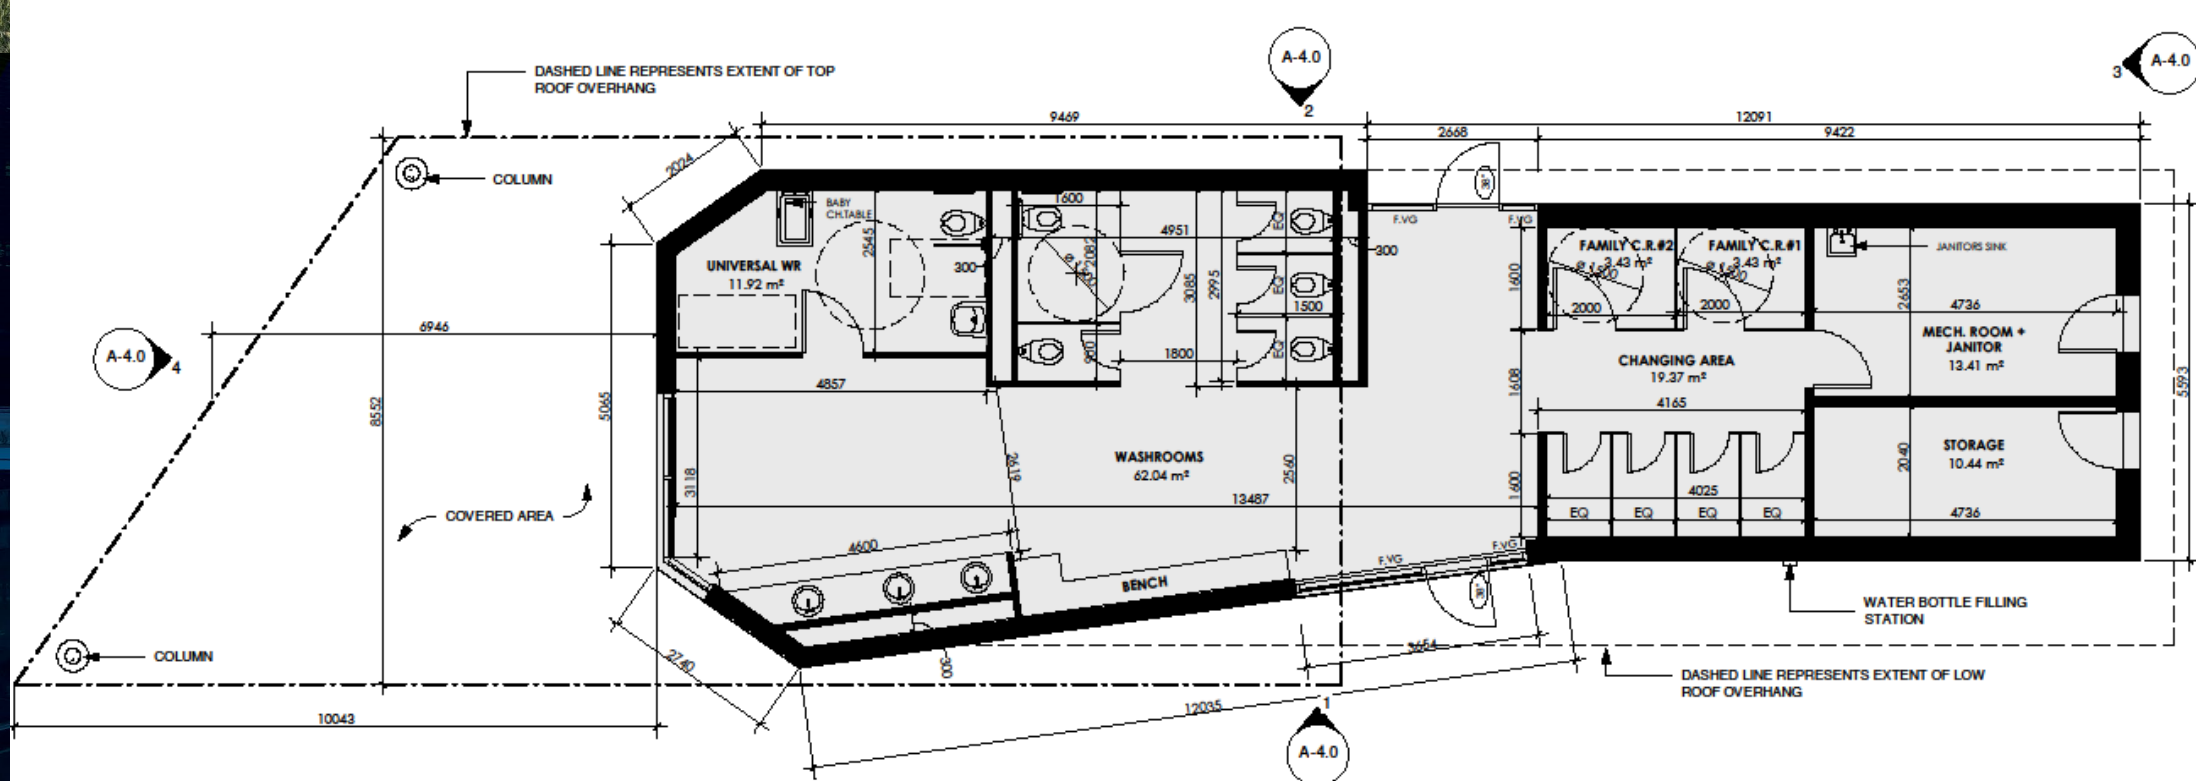 A-4.0
2
A-4.0
3
DASHED LINE REPRESENTS EXTENT OF TOP
ROOF OVERHANG
9469
12091
2668
9422
2024
COLUMN
38"
BABY
CH.TABLE
1600
F.VG
F.VG
2545
4951
EQ
300
300
2082
3085
2995
UNIVERSAL WR
11.92 m²
FAMILY C.R.#2
3.43 m²
FAMILY C.R.#1
3.43 m²
JANITORS SINK
1600
2653
EQ
1500
2000
2000
4736
6946
A-4.0
4
900
1800
EQ
MECH. ROOM +
JANITOR
13.41 m²
CHANGING AREA
19.37 m²
4857
1608
5593
8552
5065
4165
STORAGE
10.44 m²
WASHROOMS
62.04 m²
2619
2560
3118
2040
1600
13487
4025
COVERED AREA
EQ
EQ
EQ
EQ
4736
4600
F.VG
F.VG
BENCH
38"
WATER BOTTLE FILLING
STATION
COLUMN
2740
300
3654
DASHED LINE REPRESENTS EXTENT OF LOW
ROOF OVERHANG
10043
12035
1
A-4.0